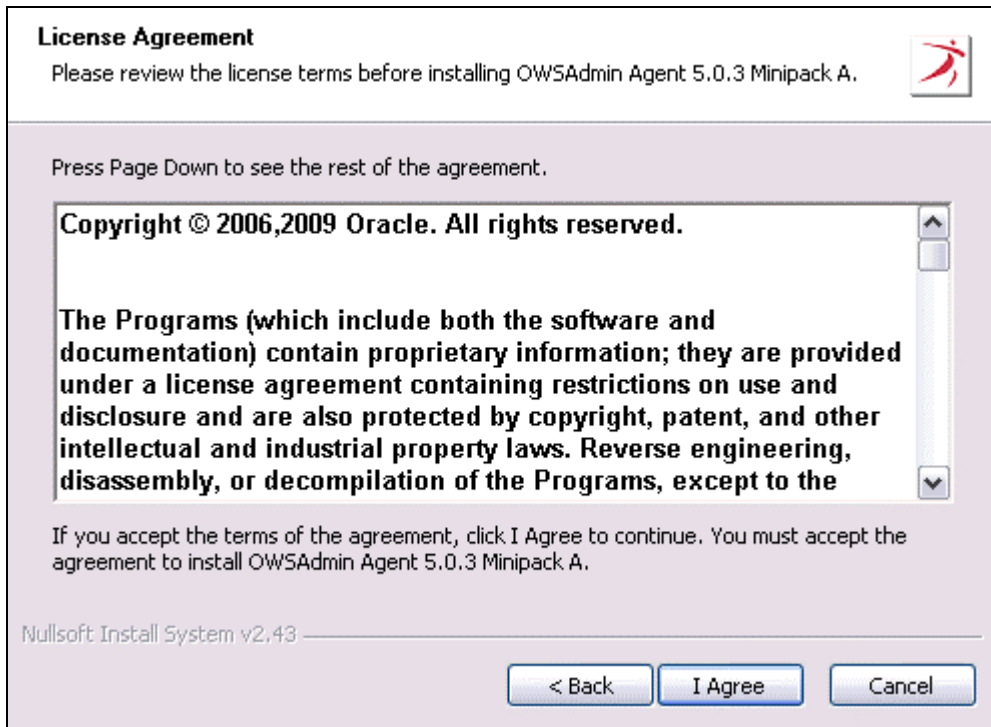 License Agreement
Please review the license terms before installing OWSAdmin Agent 5.0.3 Minipack A.
Press Page Down to see the rest of the agreement.
Copyright © 2006,2009 Oracle. All rights reserved.
The Programs (which include both the software and
documentation) contain proprietary information; they are provided
under a license agreement containing restrictions on use and
disclosure and are also protected by copyright, patent, and other
intellectual and industrial property laws. Reverse engineering,
disassembly, or decompilation of the Programs, except to the
If you accept the terms of the agreement, click I Agree to continue. You must accept the
agreement to install OWSAdmin Agent 5.0.3 Minipack A.
Nullsoft Install System v2.43
< Back
I Agree
Cancel